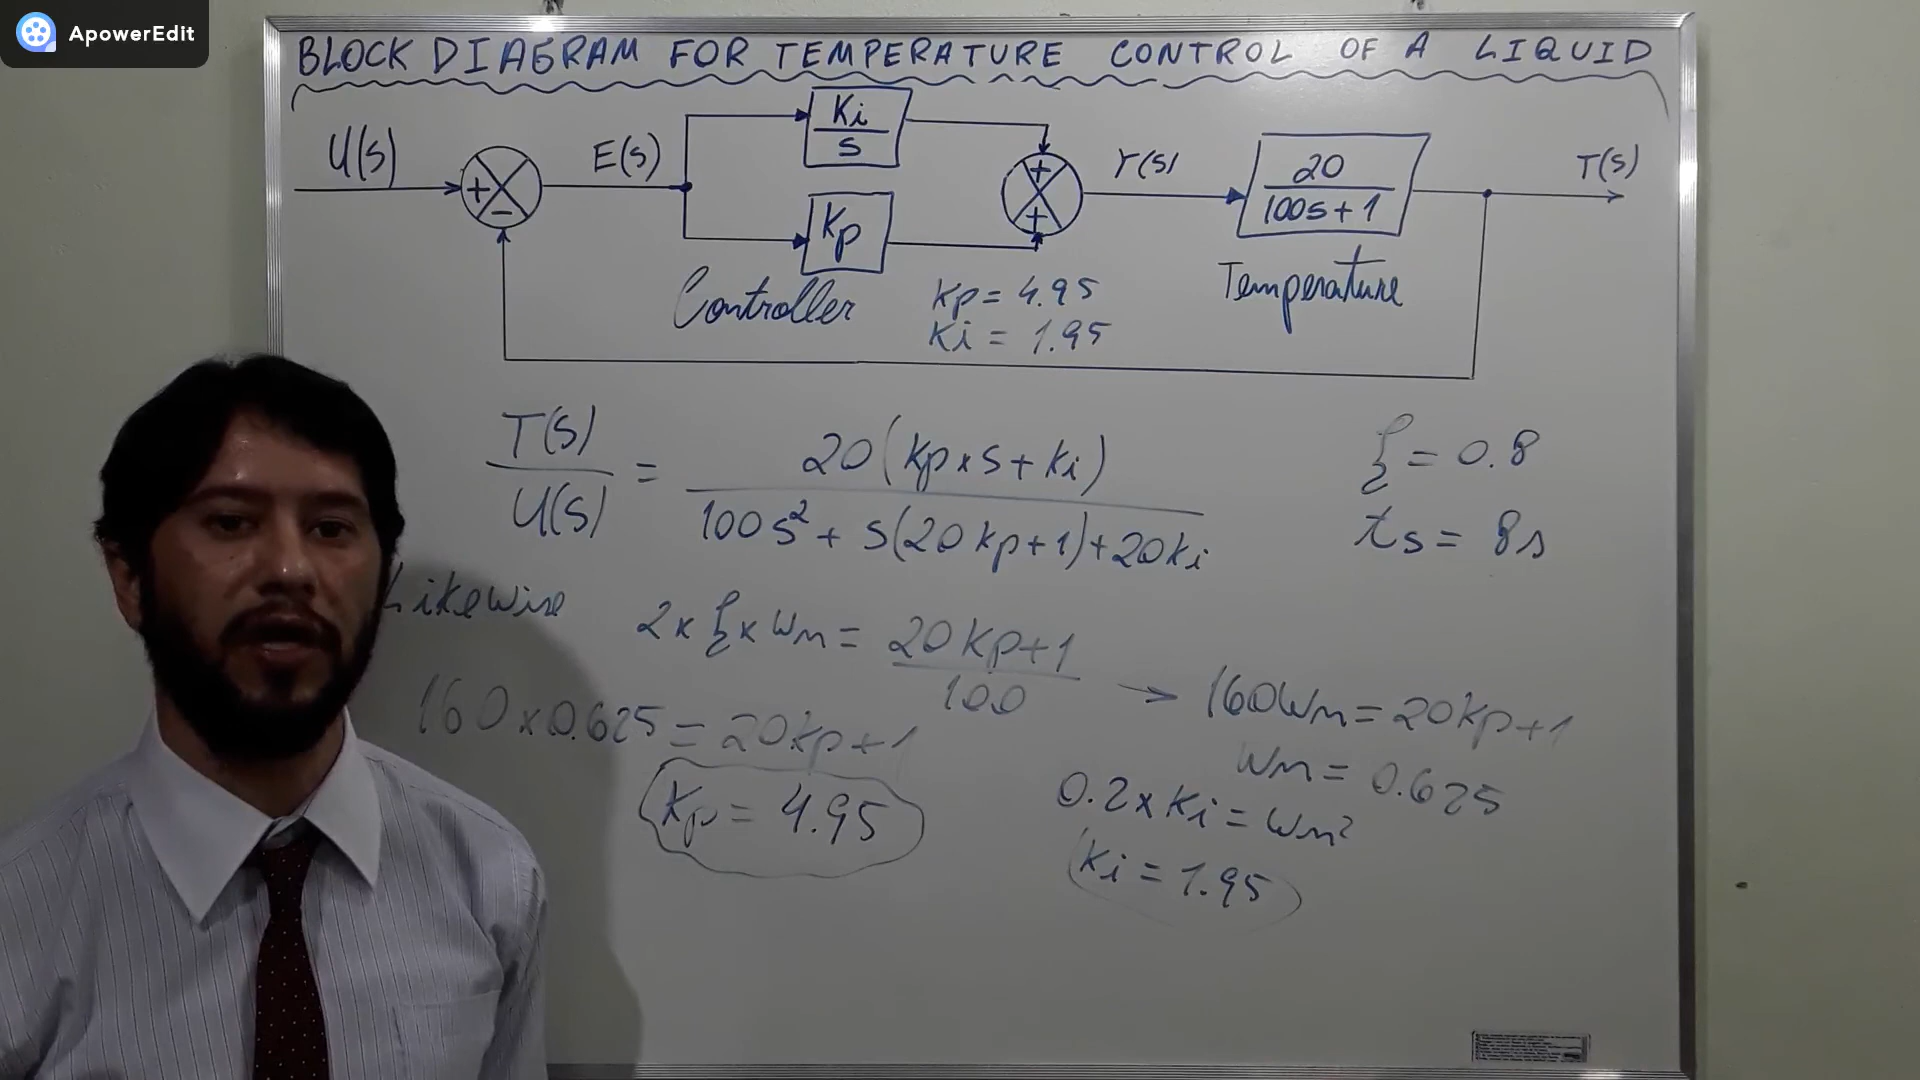 ApowerEdit
BLOCK DIAGRAM FOR TEMPERATURE CONTROL OF A LIQUID
U(s)
+
−
E(s)
Ki
s
Kp
+
+
Y(s)
20
100s+1
T(s)
Controller
Kp = 4.95
Ki = 1.95
Temperature
T(s)
U(s)
=
20(Kp×s+Ki)
100s²+s(20Kp+1)+20Ki
ξ = 0.8
ts = 8s
Likewise
2×ξ×Wn = 20Kp+1
100
→ 160Wn = 20Kp+1
160×0.625 = 20Kp+1
Wn = 0.625
Kp = 4.95
0.2×Ki = Wn²
Ki = 1.95